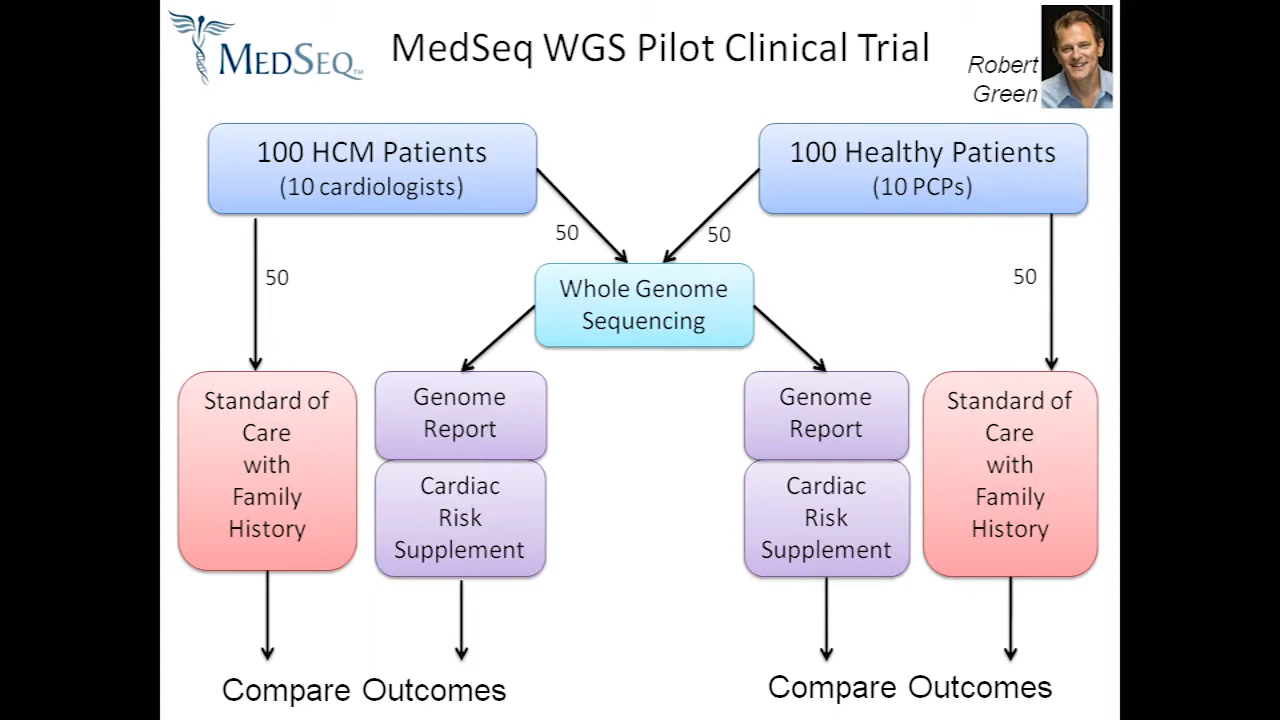 MEDSEQ™
MedSeq WGS Pilot Clinical Trial
Robert
Green
100 HCM Patients
(10 cardiologists)
100 Healthy Patients
(10 PCPs)
50
50
50
50
Whole Genome
Sequencing
Standard of
Care
with
Family
History
Genome
Report
Cardiac
Risk
Supplement
Genome
Report
Cardiac
Risk
Supplement
Standard of
Care
with
Family
History
Compare Outcomes
Compare Outcomes